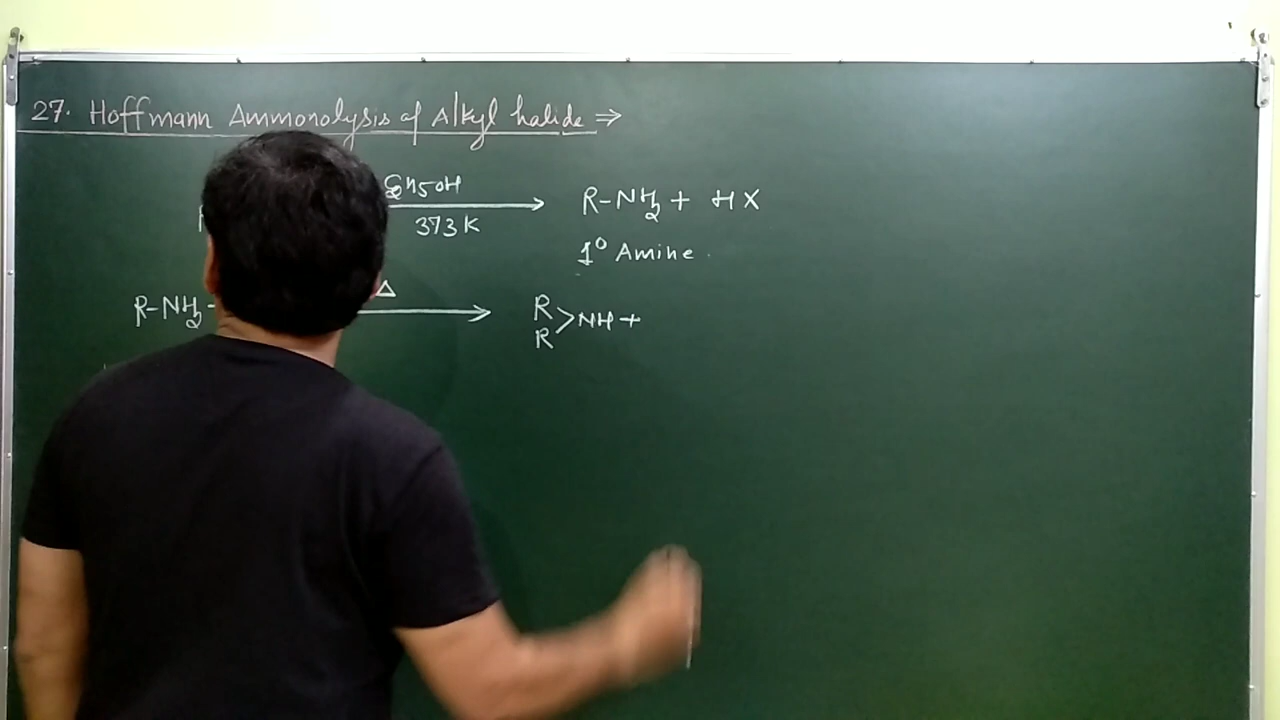 27. Hoffmann Ammonolysis of Alkyl halide ⇒
C₂H5OH
R
373 K
→ R-NH₂ + HX
1° Amine.
Δ
R-NH₂ → R
R >NH +